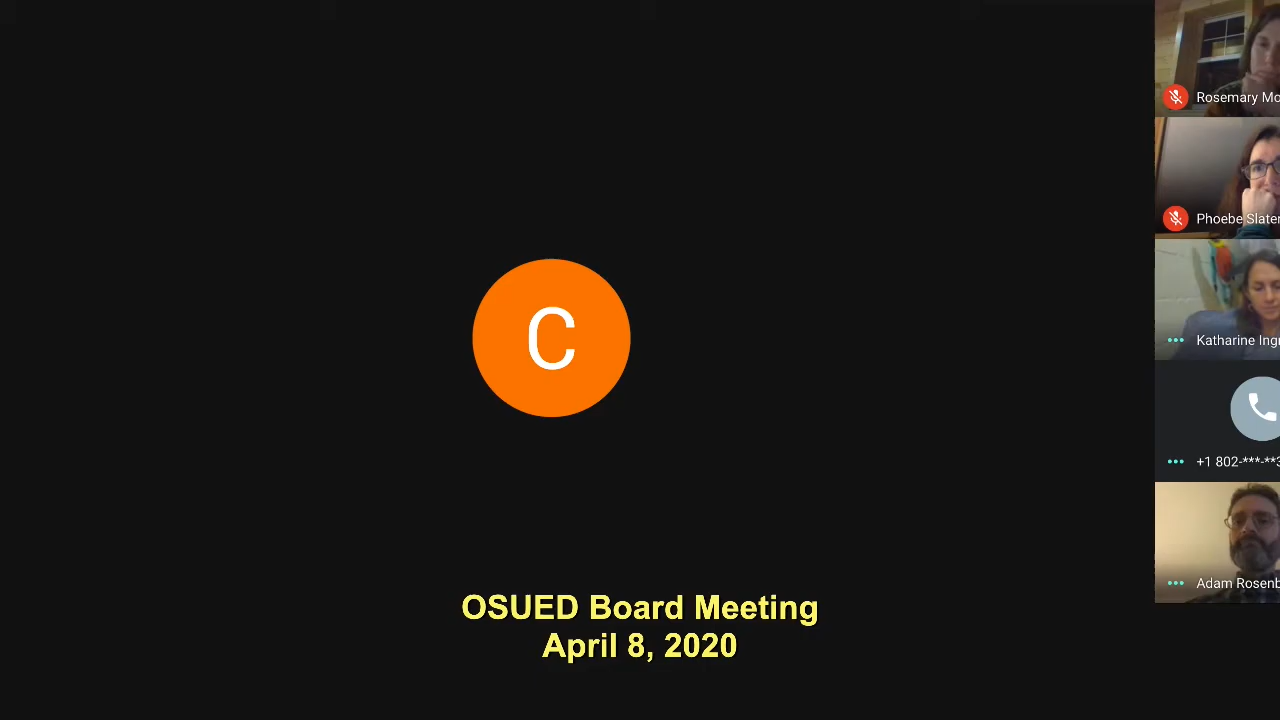 Rosemary Mo
Phoebe Slater
C
Katharine Ingr
+1 802-***-**3
Adam Rosenb
OSUED Board Meeting
April 8, 2020